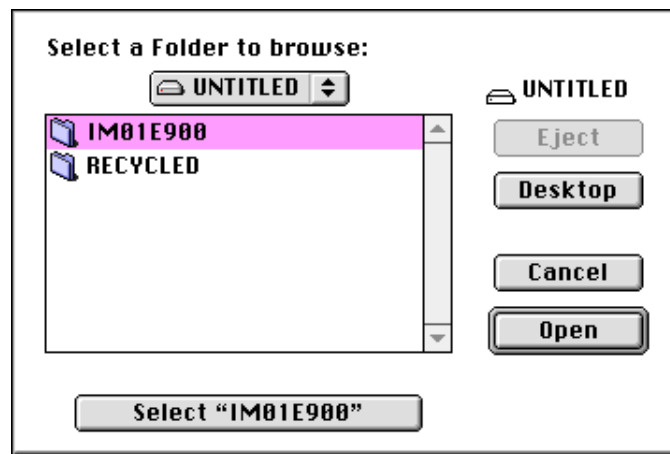 Select a Folder to browse:
UNTITLED
UNTITLED
IM01E900
Eject
RECYCLED
Desktop
Cancel
Open
Select “IM01E900”